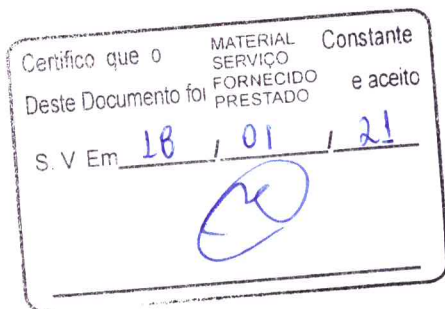 Certifico que o MATERIAL SERVIÇO Constante
Deste Documento foi FORNECIDO PRESTADO e aceito
S. V Em 18 / 01 / 21